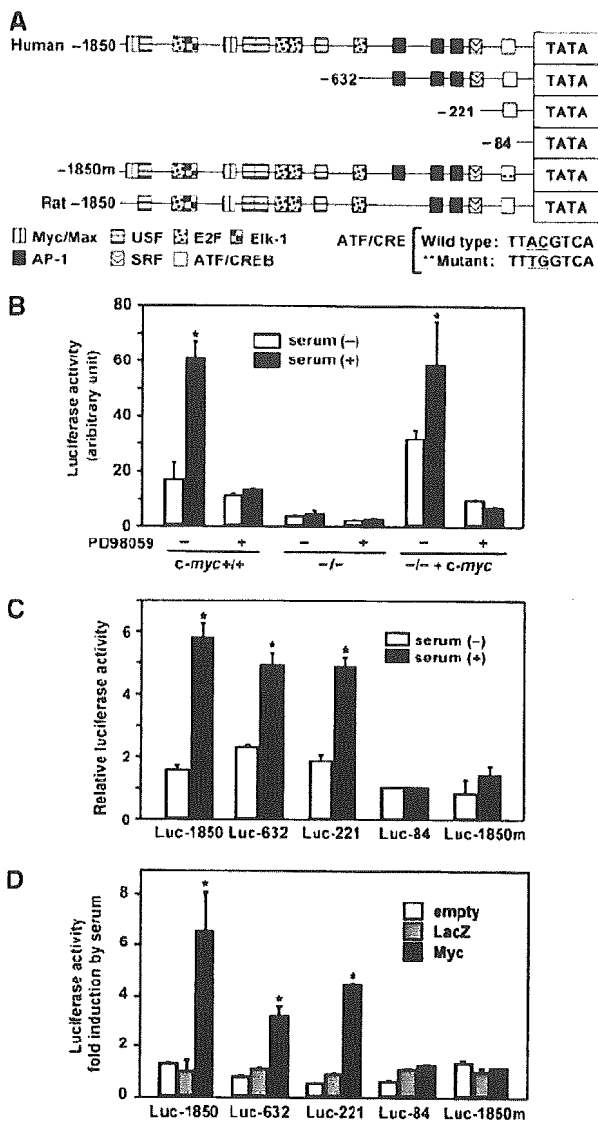 A
Human -1850 TATA
-632 TATA
-221 TATA
-84 TATA
-1850m TATA
Rat -1850 TATA
Myc/Max USF E2F Elk-1
AP-1 SRF ATF/CREB
ATF/CRE Wild type: TTACGTCA
**Mutant: TTTGGTCA
B
Luciferase activity
(aribitrary unit)
80
60
40
20
0
serum (−)
serum (+)
* *
PD98059 − + − + − +
c-myc+/+ −/− −/− + c-myc
C
Relative luciferase activity
6
4
2
0
serum (−)
serum (+)
* * *
Luc-1850 Luc-632 Luc-221 Luc-84 Luc-1850m
D
Luciferase activity
fold induction by serum
8
6
4
2
0
empty
LacZ
Myc
* * *
Luc-1850 Luc-632 Luc-221 Luc-84 Luc-1850m